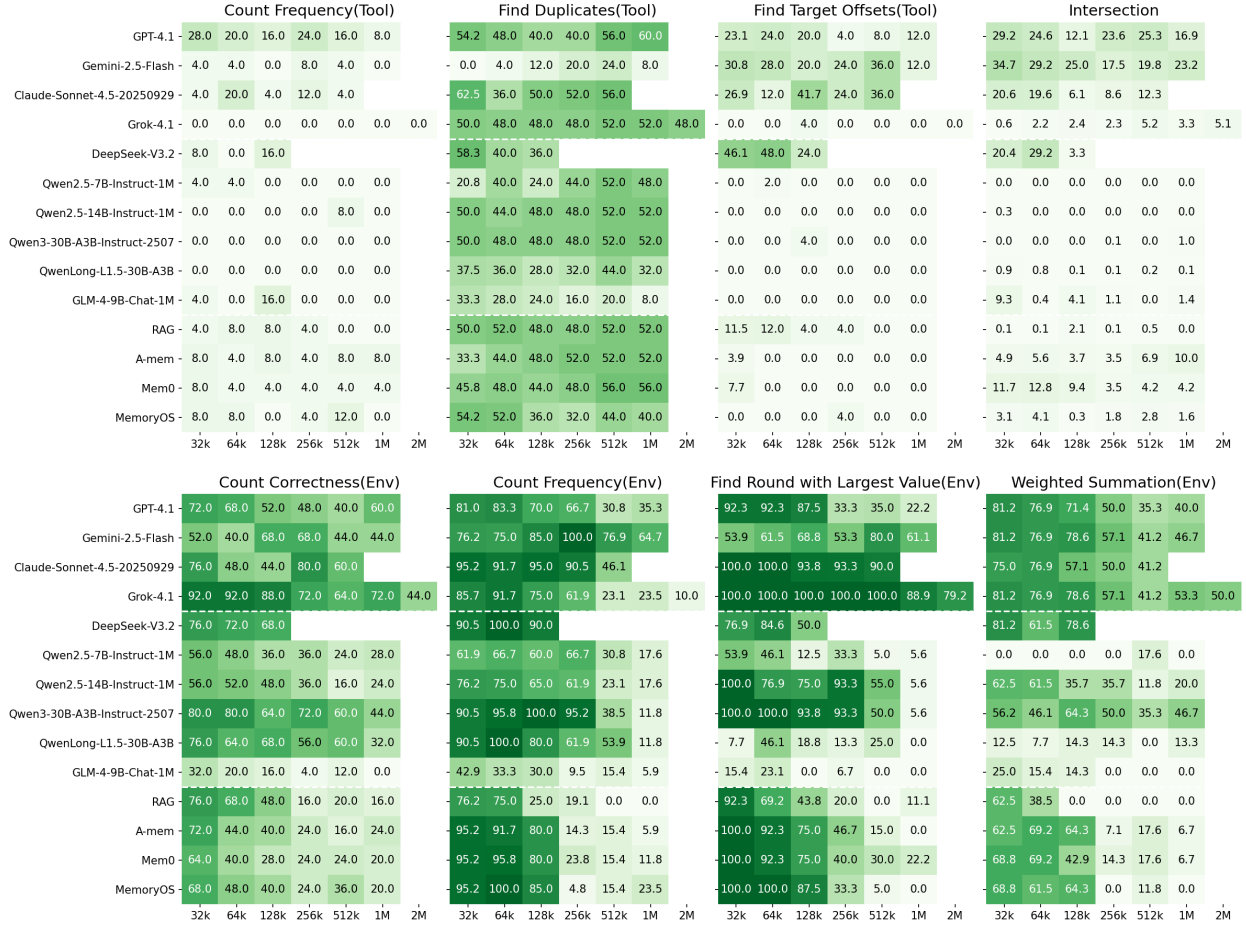 Count Frequency(Tool) Find Duplicates(Tool) Find Target Offsets(Tool) Intersection
GPT-4.1 28.0 20.0 16.0 24.0 16.0 8.0 54.2 48.0 40.0 40.0 56.0 60.0 23.1 24.0 20.0 4.0 8.0 12.0 29.2 24.6 12.1 23.6 25.3 16.9
Gemini-2.5-Flash 4.0 4.0 0.0 8.0 4.0 0.0 0.0 4.0 12.0 20.0 24.0 8.0 30.8 28.0 20.0 24.0 36.0 12.0 34.7 29.2 25.0 17.5 19.8 23.2
Claude-Sonnet-4.5-20250929 4.0 20.0 4.0 12.0 4.0 62.5 36.0 50.0 52.0 56.0 26.9 12.0 41.7 24.0 36.0 20.6 19.6 6.1 8.6 12.3
Grok-4.1 0.0 0.0 0.0 0.0 0.0 0.0 0.0 50.0 48.0 48.0 48.0 52.0 52.0 48.0 0.0 0.0 4.0 0.0 0.0 0.0 0.0 0.6 2.2 2.4 2.3 5.2 3.3 5.1
DeepSeek-V3.2 8.0 0.0 16.0 58.3 40.0 36.0 46.1 48.0 24.0 20.4 29.2 3.3
Qwen2.5-7B-Instruct-1M 4.0 4.0 0.0 0.0 0.0 0.0 20.8 40.0 24.0 44.0 52.0 48.0 0.0 2.0 0.0 0.0 0.0 0.0 0.0 0.0 0.0 0.0 0.0 0.0
Qwen2.5-14B-Instruct-1M 0.0 0.0 0.0 0.0 8.0 0.0 50.0 44.0 48.0 48.0 52.0 52.0 0.0 0.0 0.0 0.0 0.0 0.0 0.3 0.0 0.0 0.0 0.0 0.0
Qwen3-30B-A3B-Instruct-2507 0.0 0.0 0.0 0.0 0.0 0.0 50.0 48.0 48.0 48.0 52.0 52.0 0.0 0.0 4.0 0.0 0.0 0.0 0.0 0.0 0.0 0.1 0.0 1.0
QwenLong-L1.5-30B-A3B 0.0 0.0 0.0 0.0 0.0 0.0 37.5 36.0 28.0 32.0 44.0 32.0 0.0 0.0 0.0 0.0 0.0 0.0 0.9 0.8 0.1 0.1 0.2 0.1
GLM-4-9B-Chat-1M 4.0 0.0 16.0 0.0 0.0 0.0 33.3 28.0 24.0 16.0 20.0 8.0 0.0 0.0 0.0 0.0 0.0 0.0 9.3 0.4 4.1 1.1 0.0 1.4
RAG 4.0 8.0 8.0 4.0 0.0 0.0 50.0 52.0 48.0 48.0 52.0 52.0 11.5 12.0 4.0 4.0 0.0 0.0 0.1 0.1 2.1 0.1 0.5 0.0
A-mem 8.0 4.0 8.0 4.0 8.0 8.0 33.3 44.0 48.0 52.0 52.0 52.0 3.9 0.0 0.0 0.0 0.0 0.0 4.9 5.6 3.7 3.5 6.9 10.0
Mem0 8.0 4.0 4.0 4.0 4.0 4.0 45.8 48.0 44.0 48.0 56.0 56.0 7.7 0.0 0.0 0.0 0.0 0.0 11.7 12.8 9.4 3.5 4.2 4.2
MemoryOS 8.0 8.0 0.0 4.0 12.0 0.0 54.2 52.0 36.0 32.0 44.0 40.0 0.0 0.0 0.0 4.0 0.0 0.0 3.1 4.1 0.3 1.8 2.8 1.6
32k 64k 128k 256k 512k 1M 2M 32k 64k 128k 256k 512k 1M 2M 32k 64k 128k 256k 512k 1M 2M 32k 64k 128k 256k 512k 1M 2M
Count Correctness(Env) Count Frequency(Env) Find Round with Largest Value(Env) Weighted Summation(Env)
GPT-4.1 72.0 68.0 52.0 48.0 40.0 60.0 81.0 83.3 70.0 66.7 30.8 35.3 92.3 92.3 87.5 33.3 35.0 22.2 81.2 76.9 71.4 50.0 35.3 40.0
Gemini-2.5-Flash 52.0 40.0 68.0 68.0 44.0 44.0 76.2 75.0 85.0 100.0 76.9 64.7 53.9 61.5 68.8 53.3 80.0 61.1 81.2 76.9 78.6 57.1 41.2 46.7
Claude-Sonnet-4.5-20250929 76.0 48.0 44.0 80.0 60.0 95.2 91.7 95.0 90.5 46.1 100.0 100.0 93.8 93.3 90.0 75.0 76.9 57.1 50.0 41.2
Grok-4.1 92.0 92.0 88.0 72.0 64.0 72.0 44.0 85.7 91.7 75.0 61.9 23.1 23.5 10.0 100.0 100.0 100.0 100.0 100.0 88.9 79.2 81.2 76.9 78.6 57.1 41.2 53.3 50.0
DeepSeek-V3.2 76.0 72.0 68.0 90.5 100.0 90.0 76.9 84.6 50.0 81.2 61.5 78.6
Qwen2.5-7B-Instruct-1M 56.0 48.0 36.0 36.0 24.0 28.0 61.9 66.7 60.0 66.7 30.8 17.6 53.9 46.1 12.5 33.3 5.0 5.6 0.0 0.0 0.0 0.0 17.6 0.0
Qwen2.5-14B-Instruct-1M 56.0 52.0 48.0 36.0 16.0 24.0 76.2 75.0 65.0 61.9 23.1 17.6 100.0 76.9 75.0 93.3 55.0 5.6 62.5 61.5 35.7 35.7 11.8 20.0
Qwen3-30B-A3B-Instruct-2507 80.0 80.0 64.0 72.0 60.0 44.0 90.5 95.8 100.0 95.2 38.5 11.8 100.0 100.0 93.8 93.3 50.0 5.6 56.2 46.1 64.3 50.0 35.3 46.7
QwenLong-L1.5-30B-A3B 76.0 64.0 68.0 56.0 60.0 32.0 90.5 100.0 80.0 61.9 53.9 11.8 7.7 46.1 18.8 13.3 25.0 0.0 12.5 7.7 14.3 14.3 0.0 13.3
GLM-4-9B-Chat-1M 32.0 20.0 16.0 4.0 12.0 0.0 42.9 33.3 30.0 9.5 15.4 5.9 15.4 23.1 0.0 6.7 0.0 0.0 25.0 15.4 14.3 0.0 0.0 0.0
RAG 76.0 68.0 48.0 16.0 20.0 16.0 76.2 75.0 25.0 19.1 0.0 0.0 92.3 69.2 43.8 20.0 0.0 11.1 62.5 38.5 0.0 0.0 0.0 0.0
A-mem 72.0 44.0 40.0 24.0 16.0 24.0 95.2 91.7 80.0 14.3 15.4 5.9 100.0 92.3 75.0 46.7 15.0 0.0 62.5 69.2 64.3 7.1 17.6 6.7
Mem0 64.0 40.0 28.0 24.0 24.0 20.0 95.2 95.8 80.0 23.8 15.4 11.8 100.0 92.3 75.0 40.0 30.0 22.2 68.8 69.2 42.9 14.3 17.6 6.7
MemoryOS 68.0 48.0 40.0 24.0 36.0 20.0 95.2 100.0 85.0 4.8 15.4 23.5 100.0 100.0 87.5 33.3 5.0 0.0 68.8 61.5 64.3 0.0 11.8 0.0
32k 64k 128k 256k 512k 1M 2M 32k 64k 128k 256k 512k 1M 2M 32k 64k 128k 256k 512k 1M 2M 32k 64k 128k 256k 512k 1M 2M